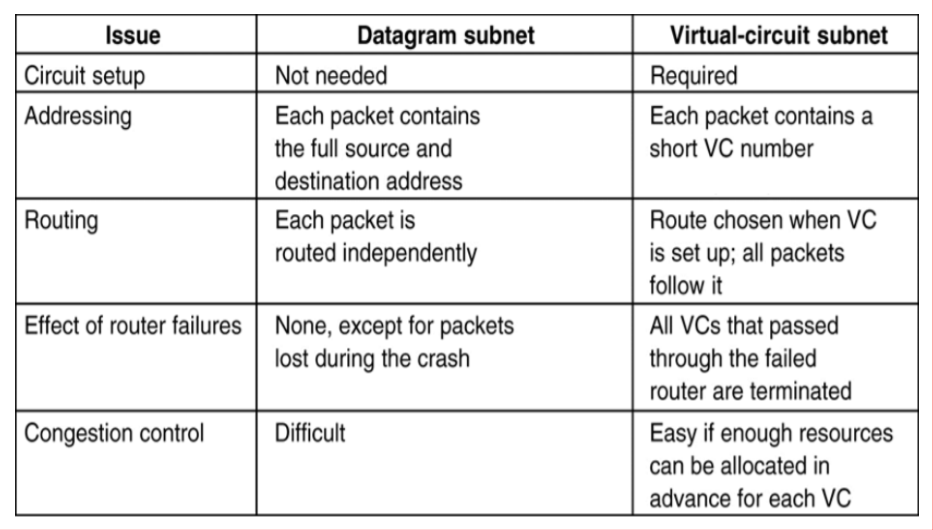 Issue Datagram subnet Virtual-circuit subnet
Circuit setup Not needed Required
Addressing Each packet contains Each packet contains a
the full source and short VC number
destination address
Routing Each packet is Route chosen when VC
routed independently is set up; all packets
follow it
Effect of router failures None, except for packets All VCs that passed
lost during the crash through the failed
router are terminated
Congestion control Difficult Easy if enough resources
can be allocated in
advance for each VC